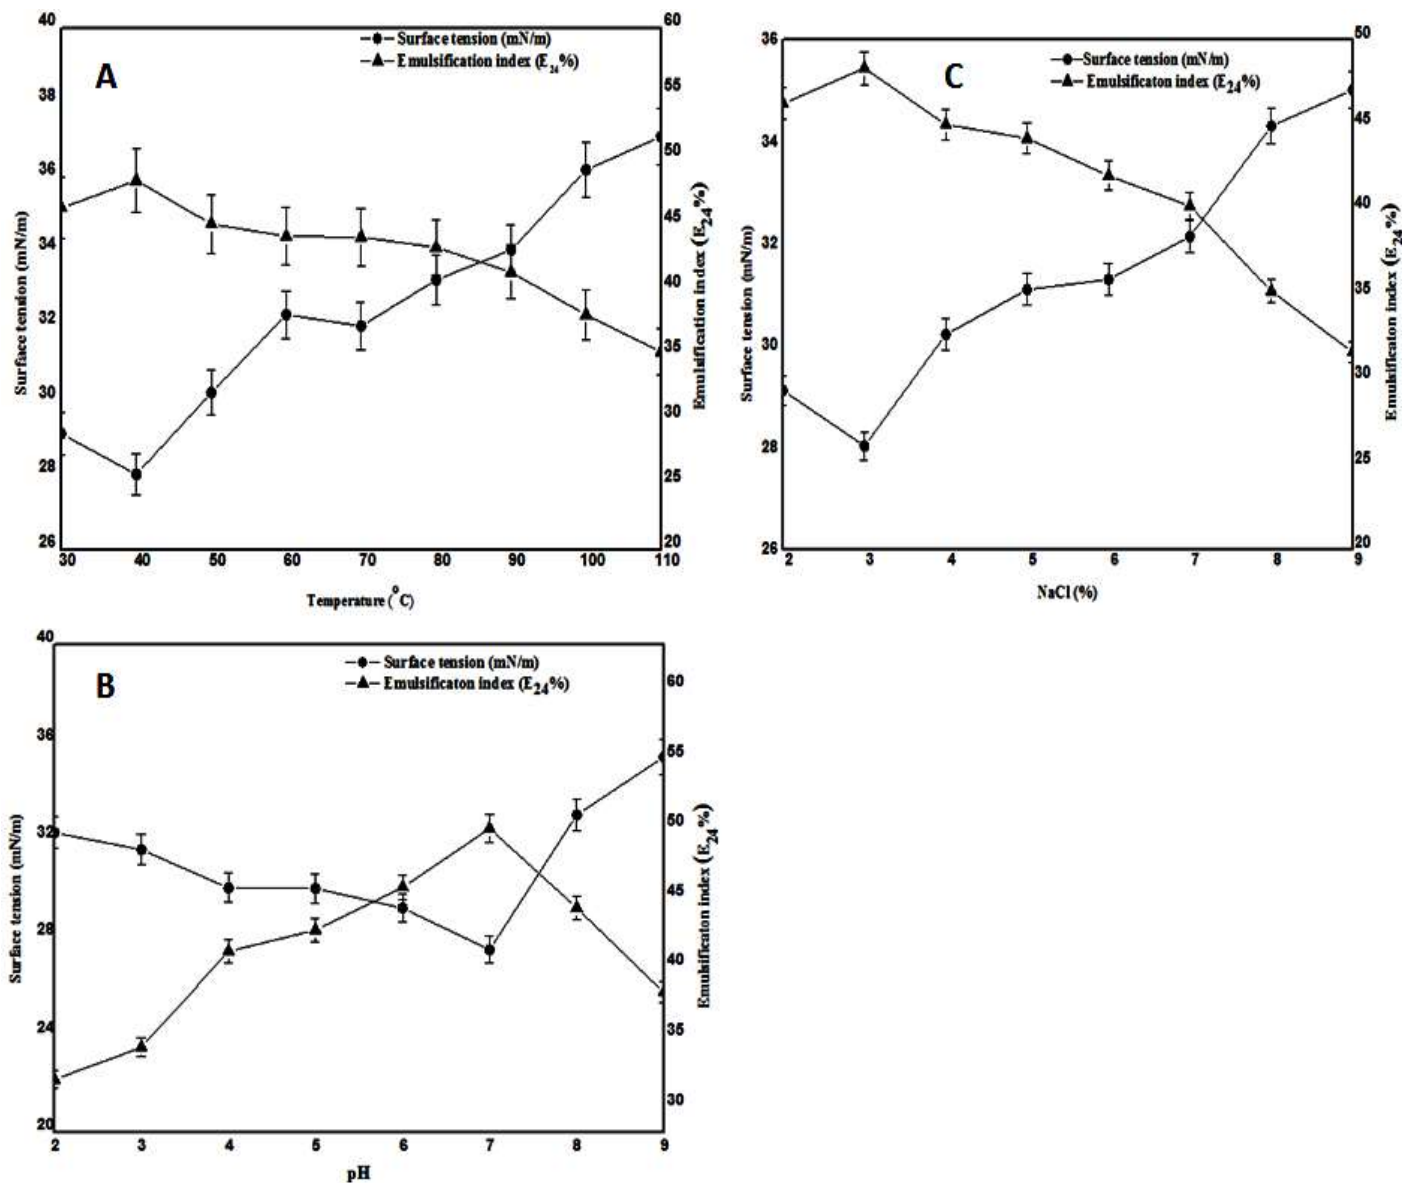 A
Surface tension (mN/m)
Emulsification index (E24%)
40
38
36
34
32
30
28
26
Surface tension (mN/m)
60
55
50
45
40
35
30
25
20
Emulsification index (E24%)
30 40 50 60 70 80 90 100 110
Temperature (°C)
C
Surface tension (mN/m)
Emulsificaton index (E24%)
36
34
32
30
28
26
Surface tension (mN/m)
50
45
40
35
30
25
20
Emulsificaton index (E24%)
2 3 4 5 6 7 8 9
NaCl (%)
B
Surface tension (mN/m)
Emulsificaton index (E24%)
40
36
32
28
24
20
Surface tension (mN/m)
60
55
50
45
40
35
30
Emulsificaton index (E24%)
2 3 4 5 6 7 8 9
pH